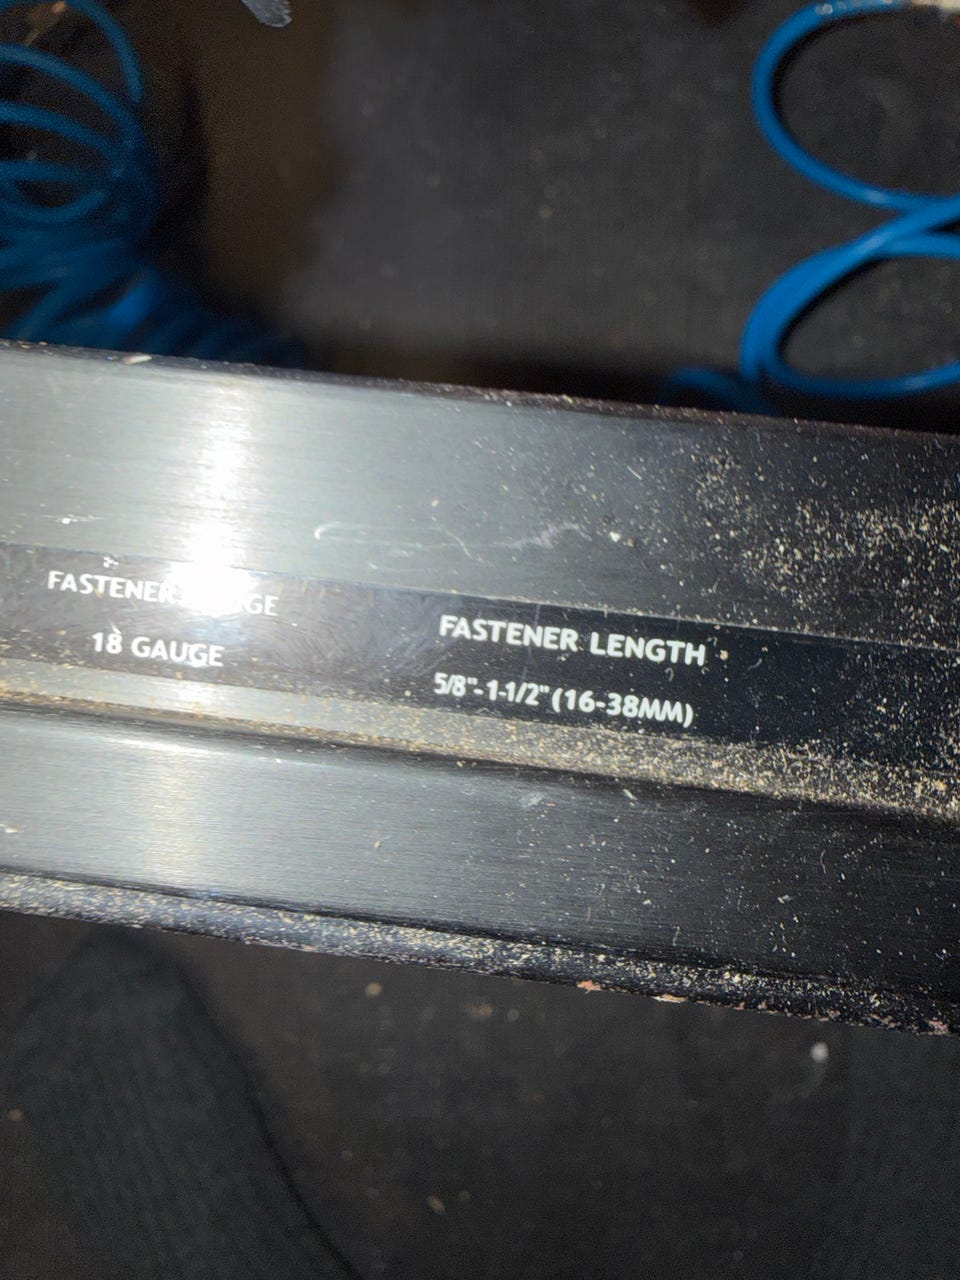 FASTENER
18 GAUGE
FASTENER LENGTH
5/8"-1-1/2" (16-38MM)